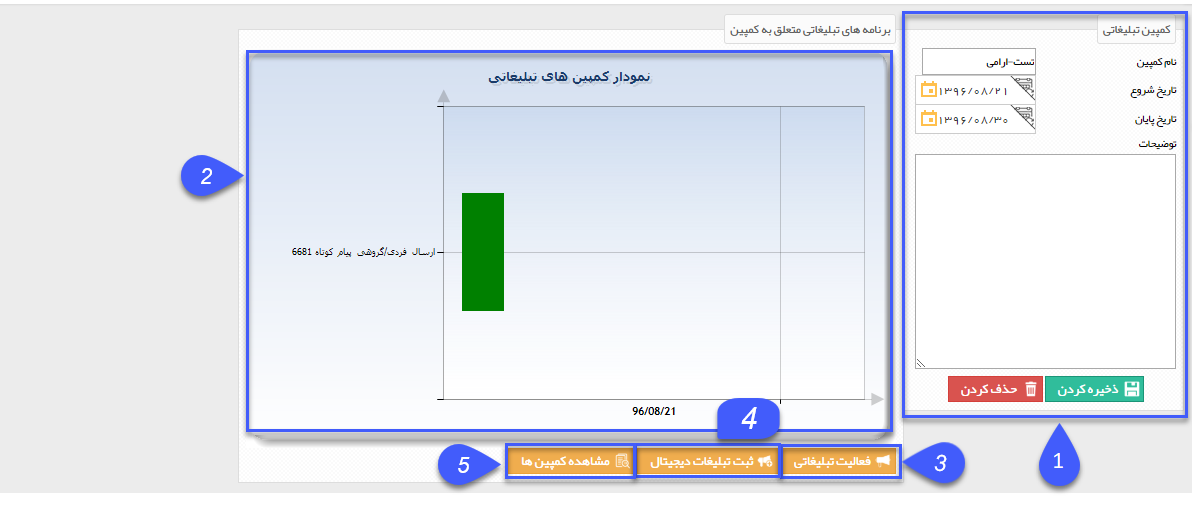 کمپین تبلیغاتی
نام کمپین
تست-ارامی
تاریخ شروع
۱۳۹۶/۰۸/۲۱
تاریخ پایان
۱۳۹۶/۰۸/۳۰
توضیحات
ذخیره کردن
حذف کردن
1
برنامه های تبلیغاتی متعلق به کمپین
نمودار کمپین های تبلیغاتی
ارسال فردی/گروهی پیام کوتاه 6681
96/08/21
2
4
فعالیت تبلیغاتی
ثبت تبلیغات دیجیتال
مشاهده کمپین ها
3
5